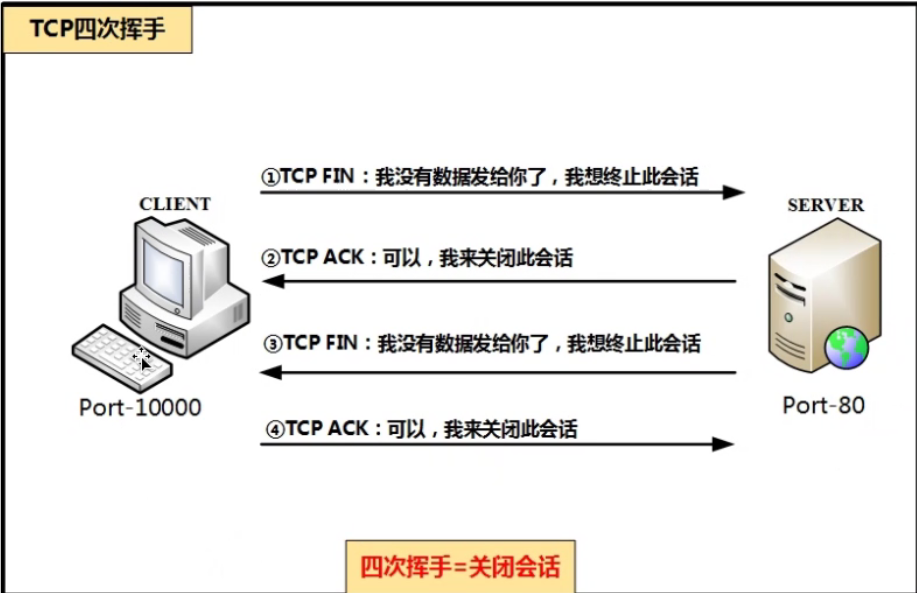 TCP四次挥手
①TCP FIN：我没有数据发给你了，我想终止此会话
CLIENT
SERVER
②TCP ACK：可以，我来关闭此会话
③TCP FIN：我没有数据发给你了，我想终止此会话
Port-10000
Port-80
④TCP ACK：可以，我来关闭此会话
四次挥手=关闭会话